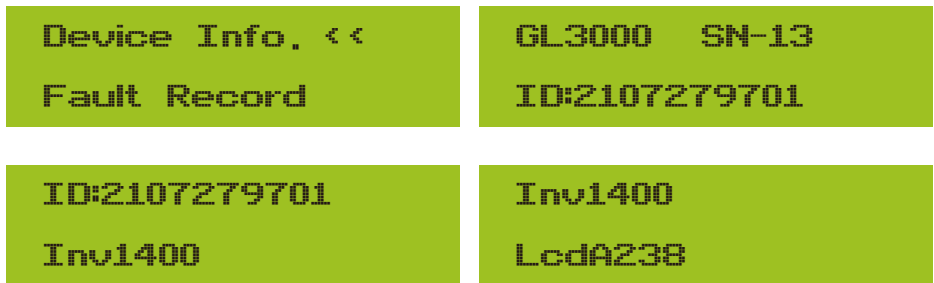 Device Info. <<
Fault Record
GL3000 SN-13
ID:2107279701
ID:2107279701
Inv1400
Inv1400
LcdA238